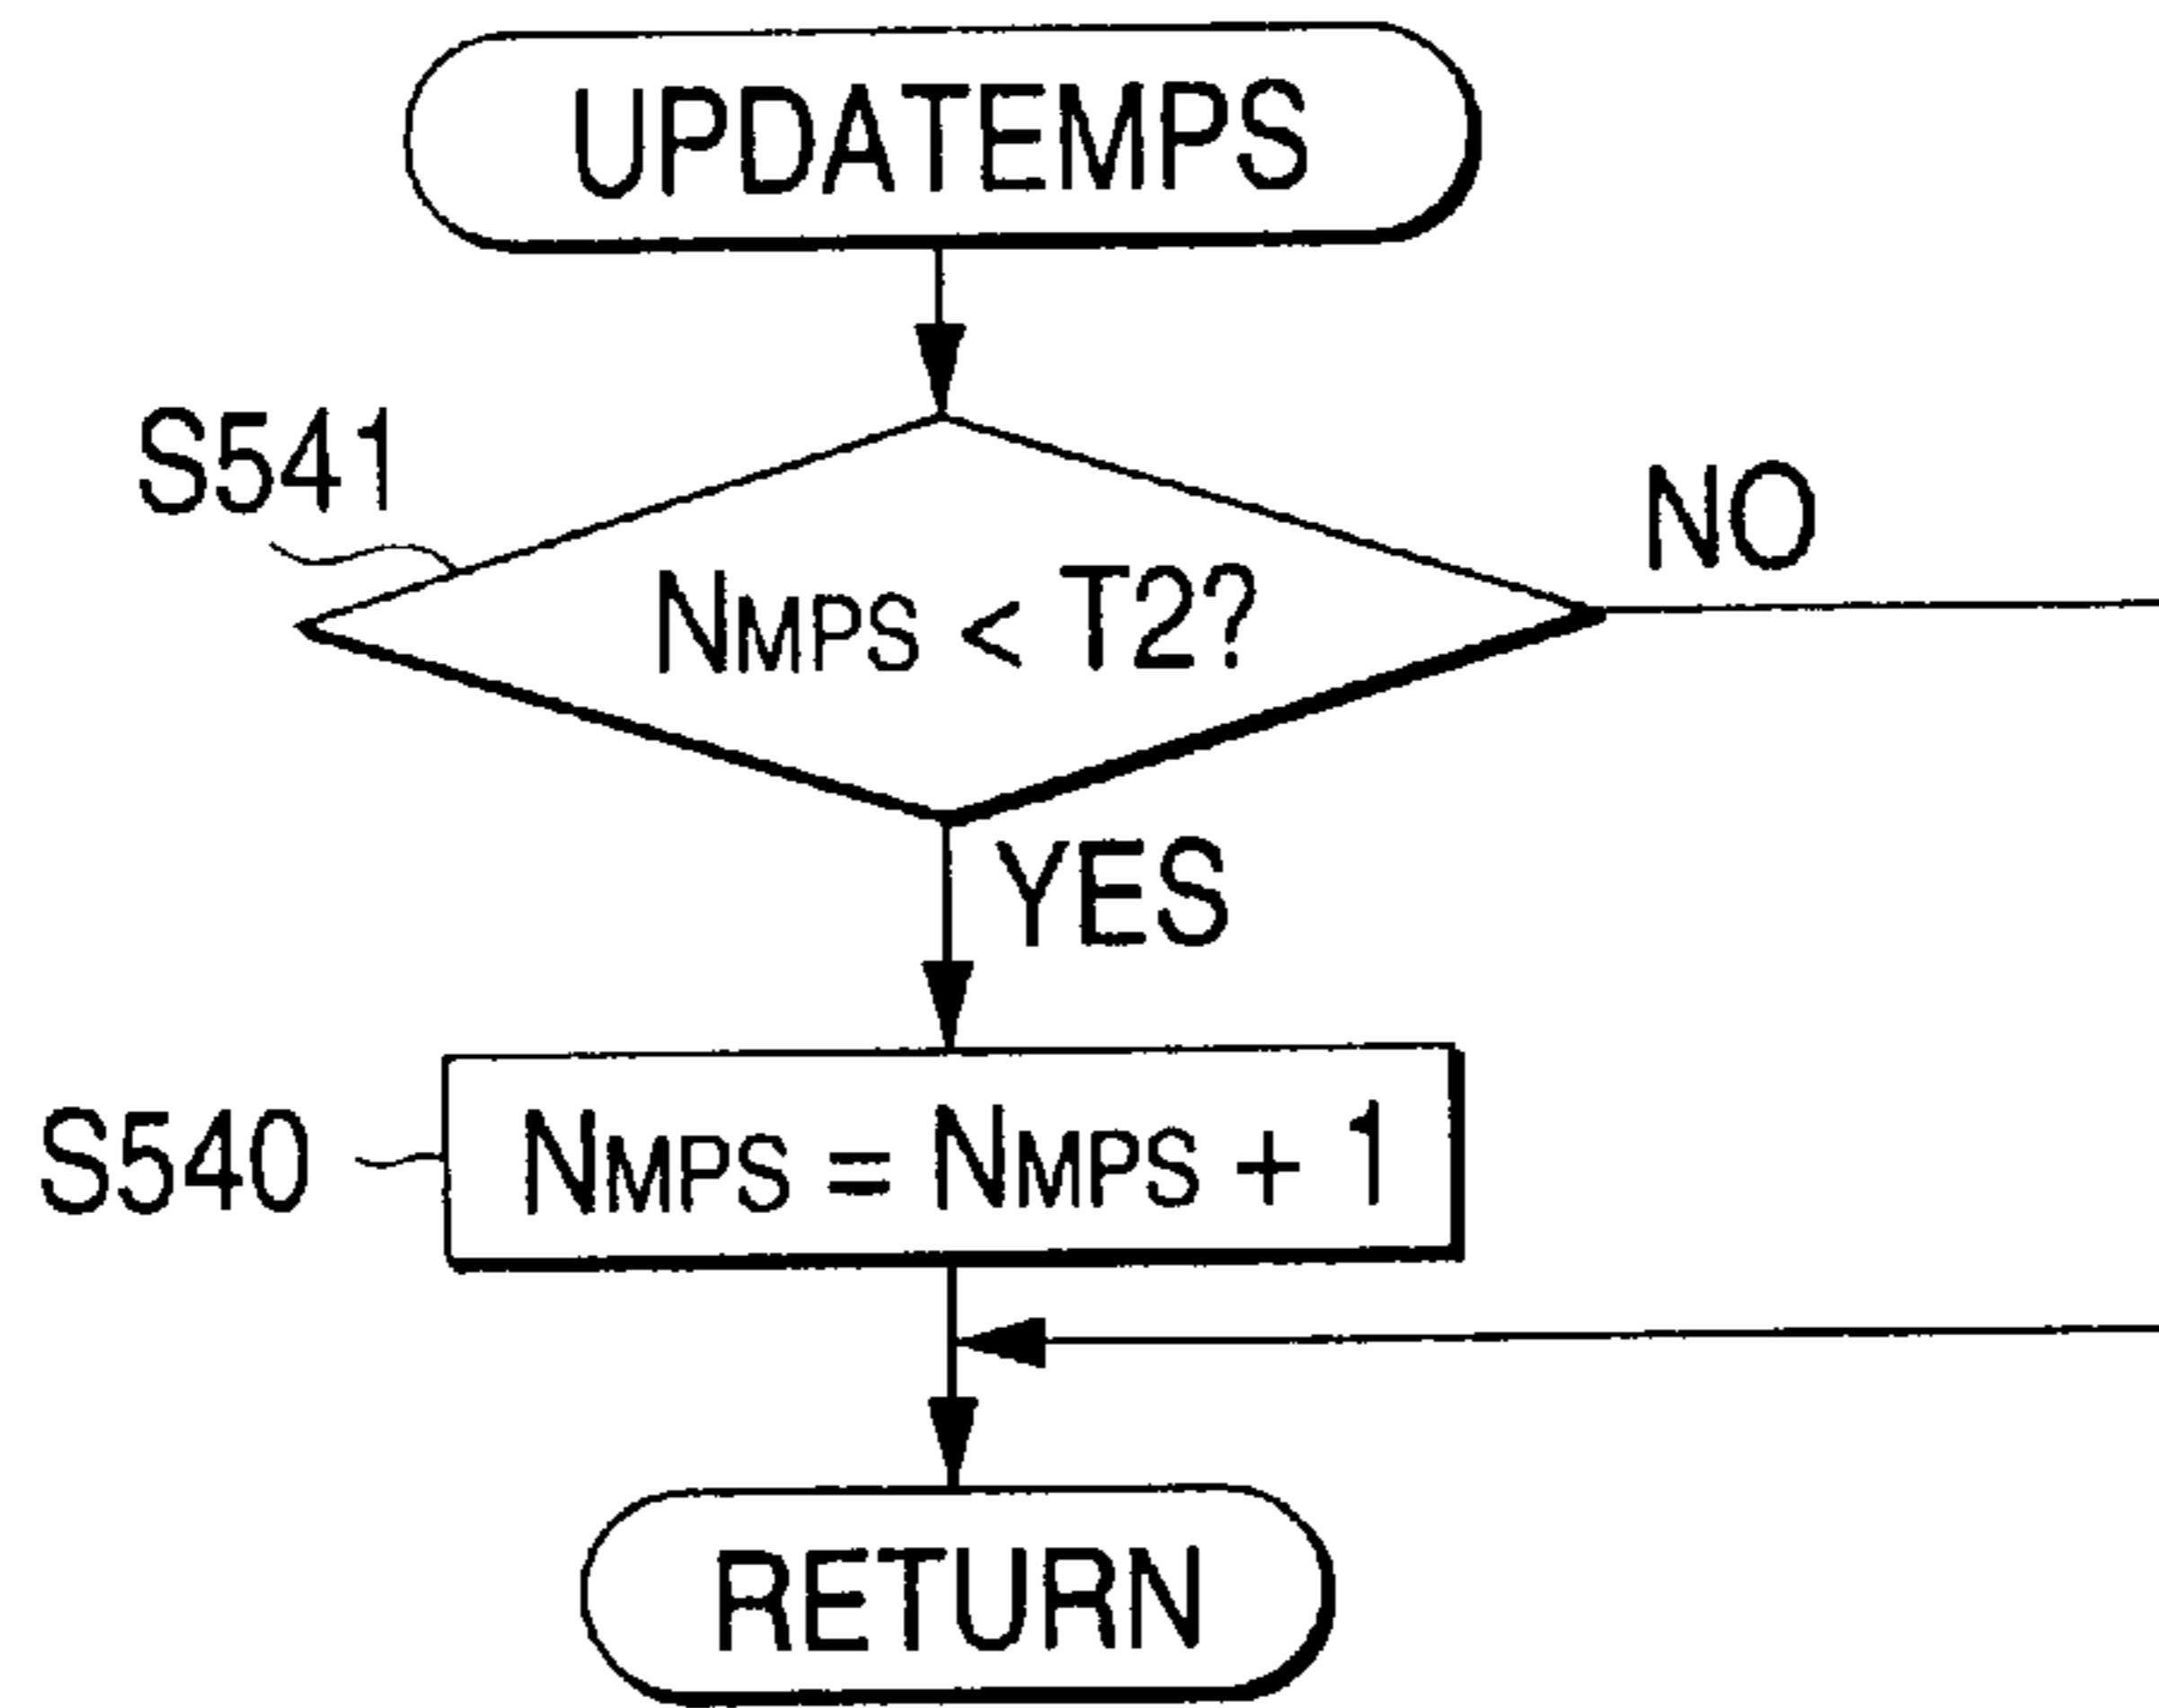 UPDATEMPS
S541
NO
NMPS < T2?
YES
S540
NMPS = NMPS + 1
RETURN